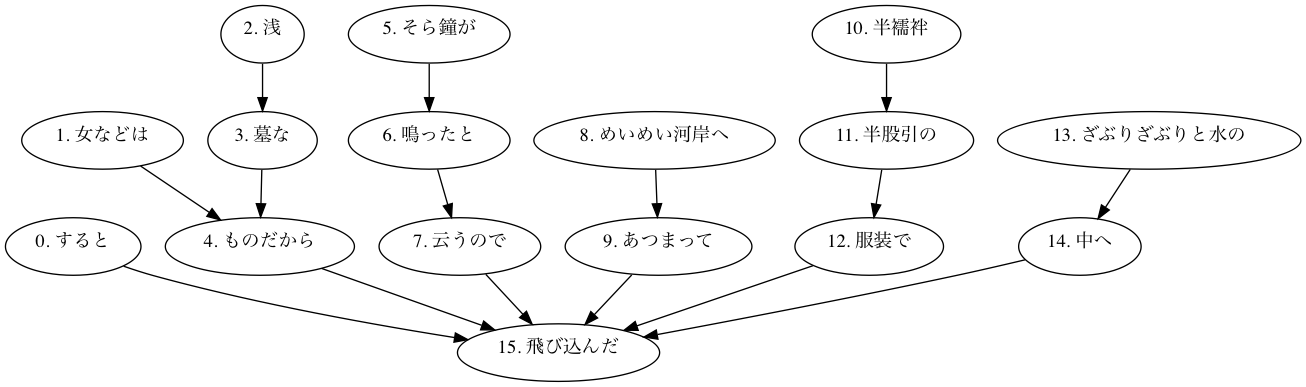 2. 浅
5. そら鐘が
10. 半襦袢
1. 女などは
3. 墓な
6. 鳴ったと
8. めいめい河岸へ
11. 半股引の
13. ざぶりざぶりと水の
0. すると
4. ものだから
7. 云うので
9. あつまって
12. 服装で
14. 中へ
15. 飛び込んだ